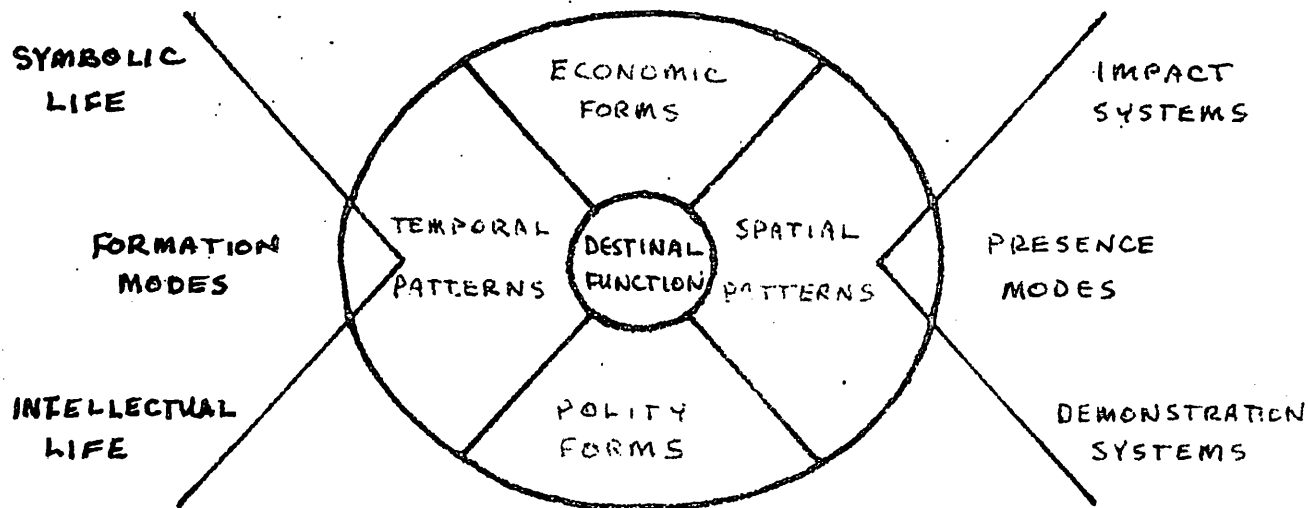 SYMBOLIC
LIFE
FORMATION
MODES
INTELLECTUAL
LIFE
ECONOMIC
FORMS
TEMPORAL
PATTERNS
DESTINAL
FUNCTION
SPATIAL
PATTERNS
POLITY
FORMS
IMPACT
SYSTEMS
PRESENCE
MODES
DEMONSTRATION
SYSTEMS